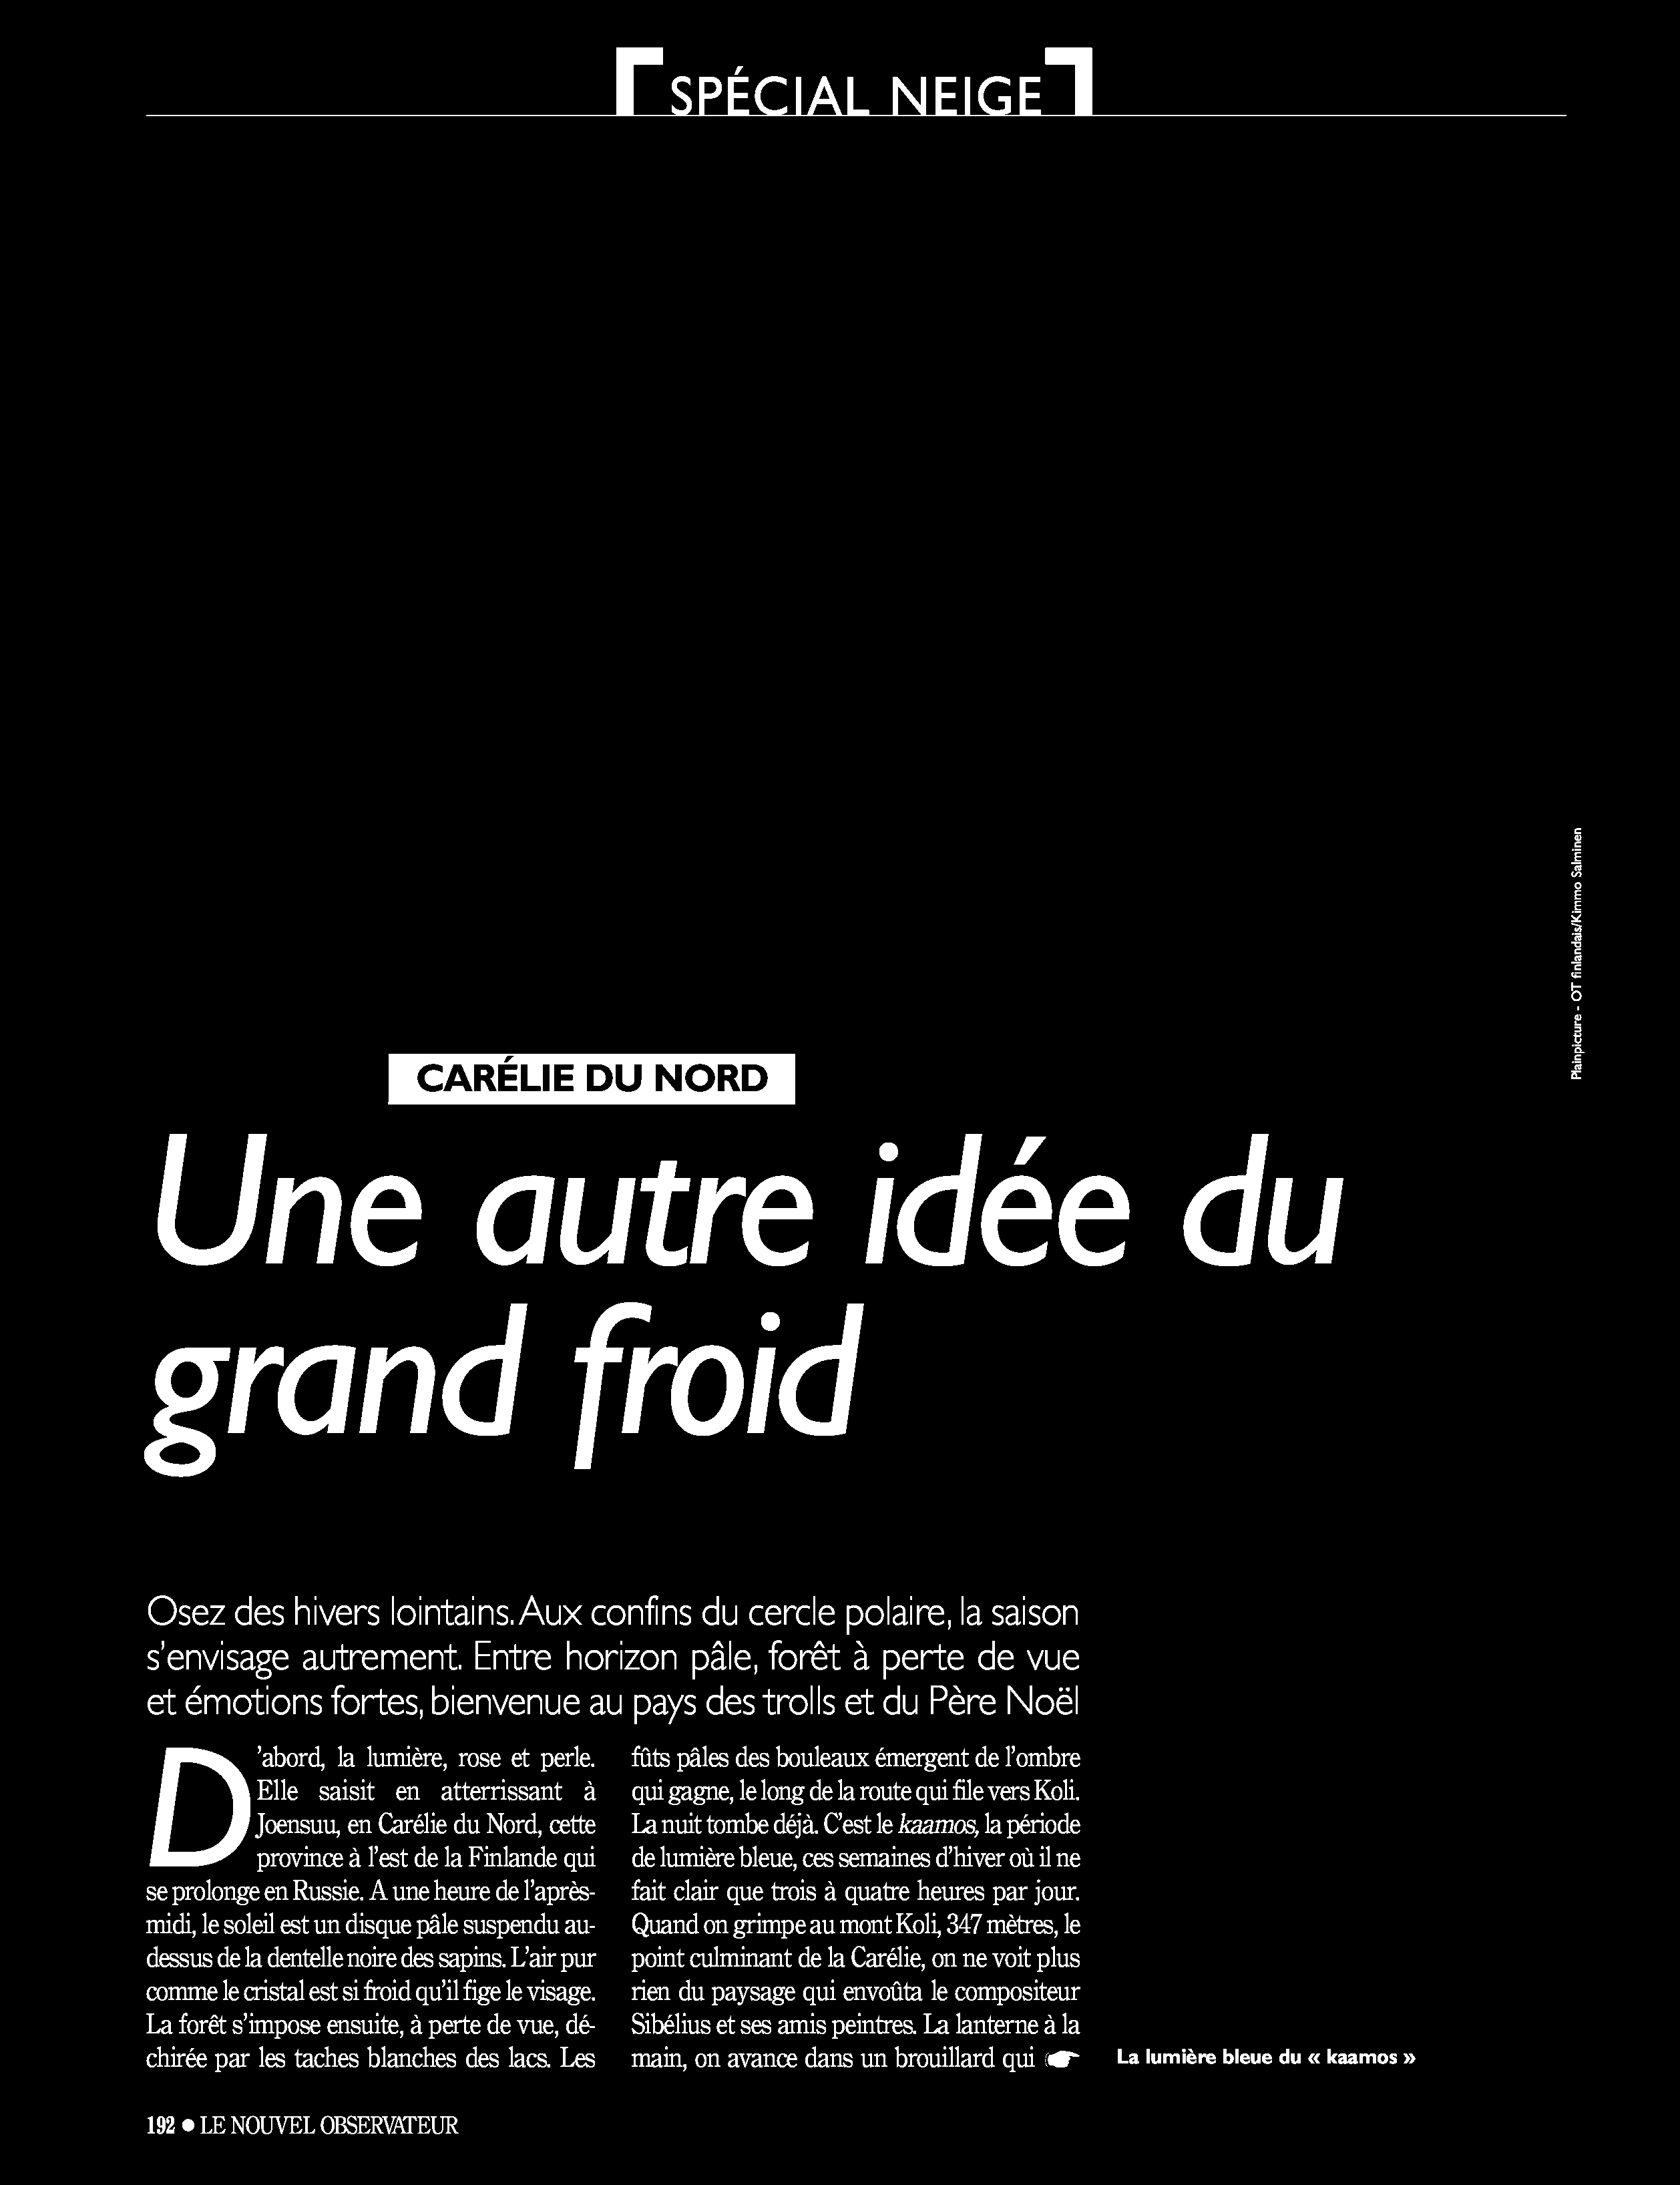 SPÉCIAL NEIGE
Plainpicture - OT finlandais/Kimmo Salminen
CARÉLIE DU NORD
Une autre idée du
grand froid
Osez des hivers lointains. Aux confins du cercle polaire, la saison
s'envisage autrement. Entre horizon pâle, forêt à perte de vue
et émotions fortes, bienvenue au pays des trolls et du Père Noël
D'abord, la lumière, rose et perle.
Elle saisit en atterrissant à
Joensuu, en Carélie du Nord, cette
province à l'est de la Finlande qui
se prolonge en Russie. A une heure de l'après-
midi, le soleil est un disque pâle suspendu au-
dessus de la dentelle noire des sapins. L'air pur
comme le cristal est si froid qu'il fige le visage.
La forêt s'impose ensuite, à perte de vue, dé-
chirée par les taches blanches des lacs. Les
fûts pâles des bouleaux émergent de l'ombre
qui gagne, le long de la route qui file vers Koli.
La nuit tombe déjà. C'est le kaamos, la période
de lumière bleue, ces semaines d'hiver où il ne
fait clair que trois à quatre heures par jour.
Quand on grimpe au mont Koli, 347 mètres, le
point culminant de la Carélie, on ne voit plus
rien du paysage qui envoûta le compositeur
Sibélius et ses amis peintres. La lanterne à la
main, on avance dans un brouillard qui ☛
La lumière bleue du « kaamos »
192 ● LE NOUVEL OBSERVATEUR